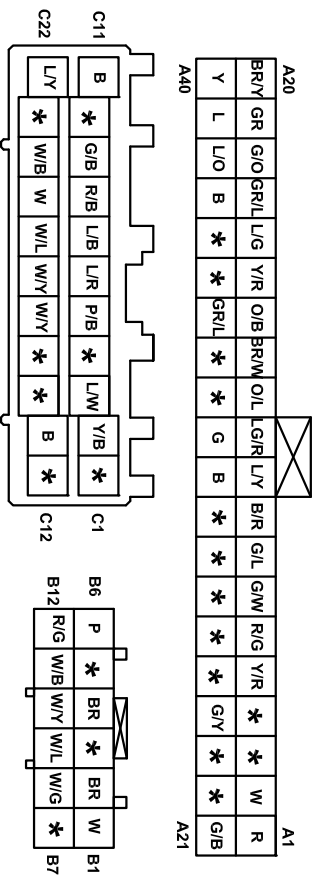 A20 A1
BR/Y GR G/O GR/L L/G Y/R O/B BR/W O/L LG/R L/Y B/R G/L G/W R/G Y/R * * W R
Y L L/O B * * GR/L * * G B * * * * * G/Y * * G/B
A40 A21
C11 C1
B * G/B R/B L/B L/R P/B * L/W Y/B *
L/Y * W/B W W/L W/Y W/Y * * B *
C22 C12
B6 B1
P * BR * BR W
R/G W/B W/Y W/L W/G *
B12 B7